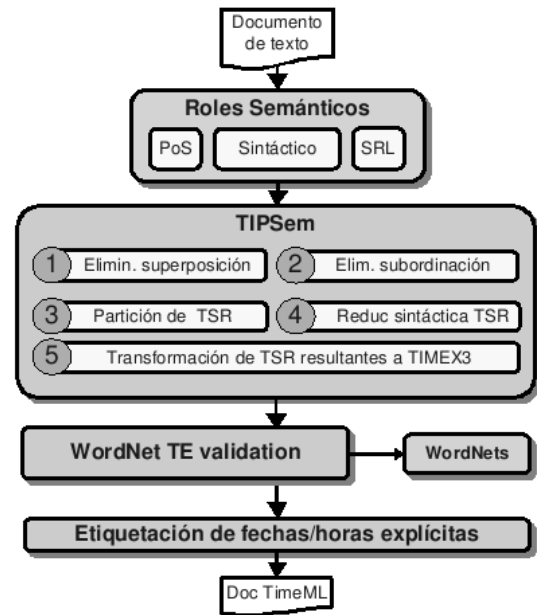 Documento
de texto
Roles Semánticos
PoS
Sintáctico
SRL
TIPSem
1 Elimin. superposición
2 Elim. subordinación
3 Partición de TSR
4 Reduc sintáctica TSR
5 Transformación de TSR resultantes a TIMEX3
WordNet TE validation
WordNets
Etiquetación de fechas/horas explícitas
Doc TimeML